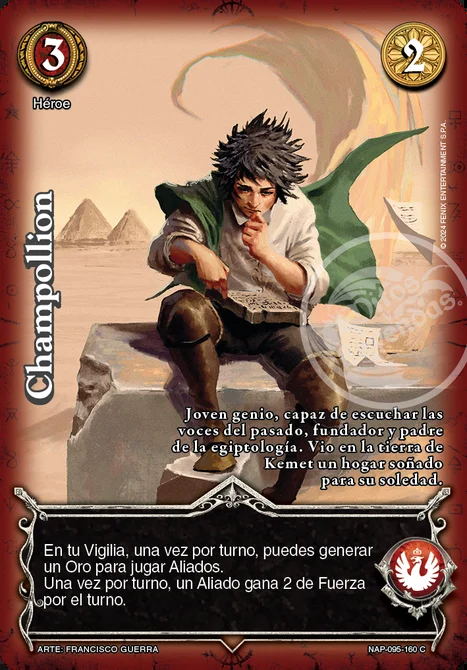 3
2
Héroe
Champollion
© 2024 FENIX ENTERTAINMENT S.P.A.
Joven genio, capaz de escuchar las
voces del pasado, fundador y padre
de la egiptología. Vio en la tierra de
Kemet un hogar soñado
para su soledad.
En tu Vigilia, una vez por turno, puedes generar
un Oro para jugar Aliados.
Una vez por turno, un Aliado gana 2 de Fuerza
por el turno.
ARTE: FRANCISCO GUERRA
NAP-095-160 C